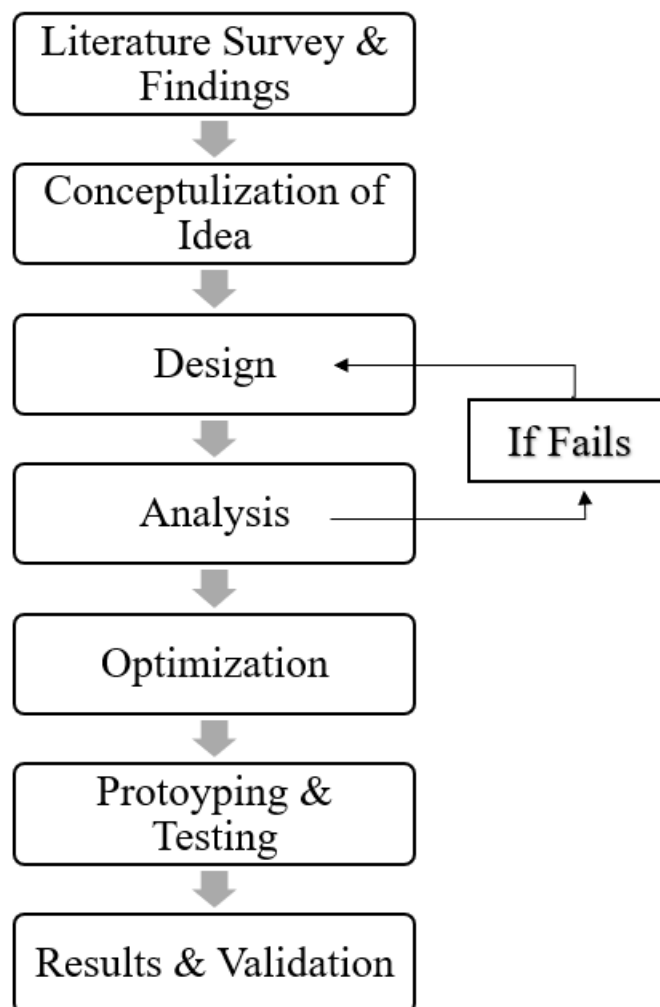 Literature Survey &
Findings
Conceptulization of
Idea
Design
If Fails
Analysis
Optimization
Protoyping &
Testing
Results & Validation